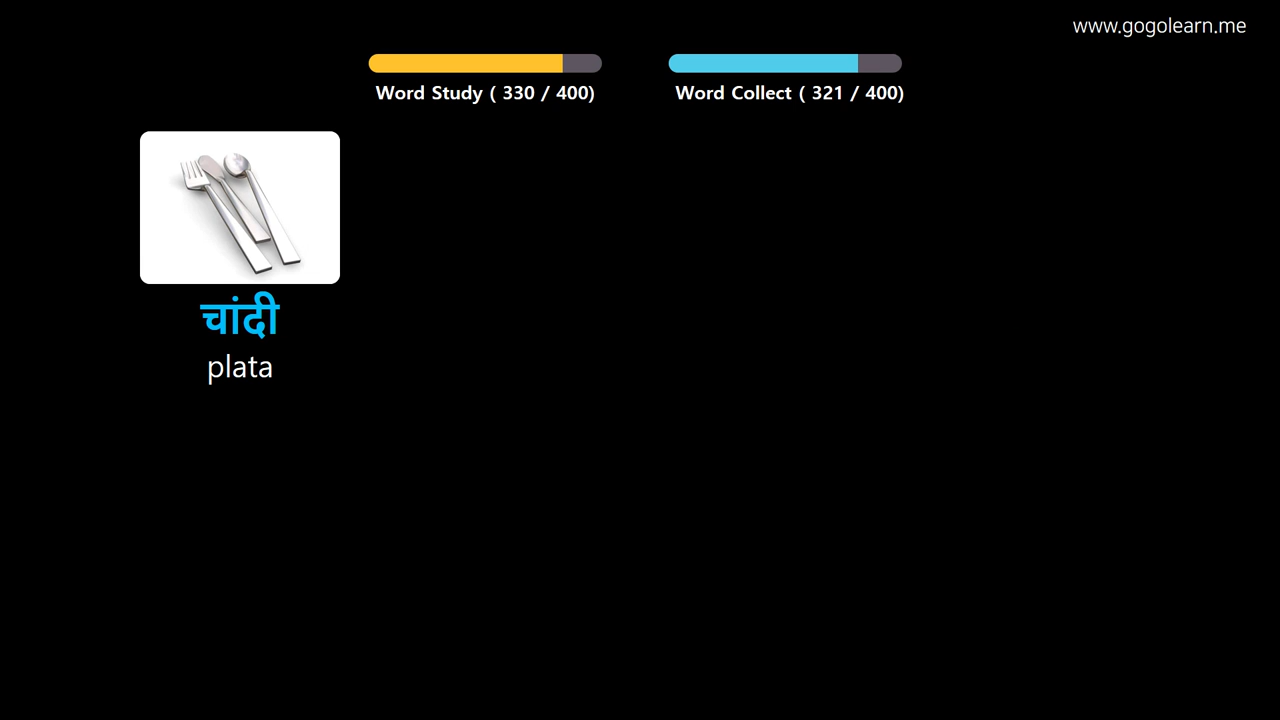 www.gogolearn.me
Word Study ( 330 / 400)
Word Collect ( 321 / 400)
चांदी
plata